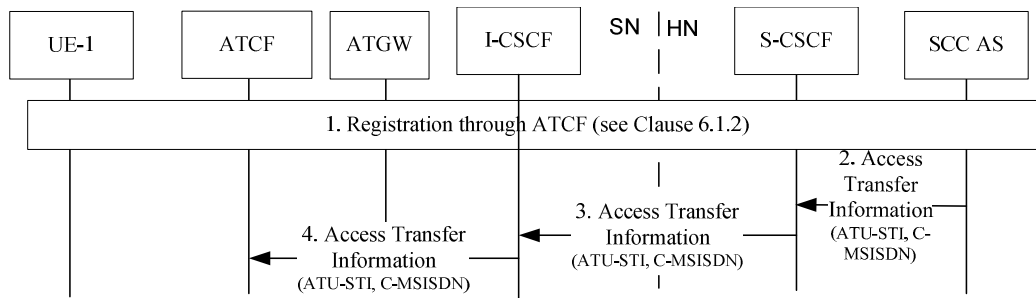 UE-1
ATCF
ATGW
I-CSCF
SN
HN
S-CSCF
SCC AS
1. Registration through ATCF (see Clause 6.1.2)
2. Access
Transfer
Information
(ATU-STI, C-
MSISDN)
3. Access Transfer
Information
(ATU-STI, C-MSISDN)
4. Access Transfer
Information
(ATU-STI, C-MSISDN)